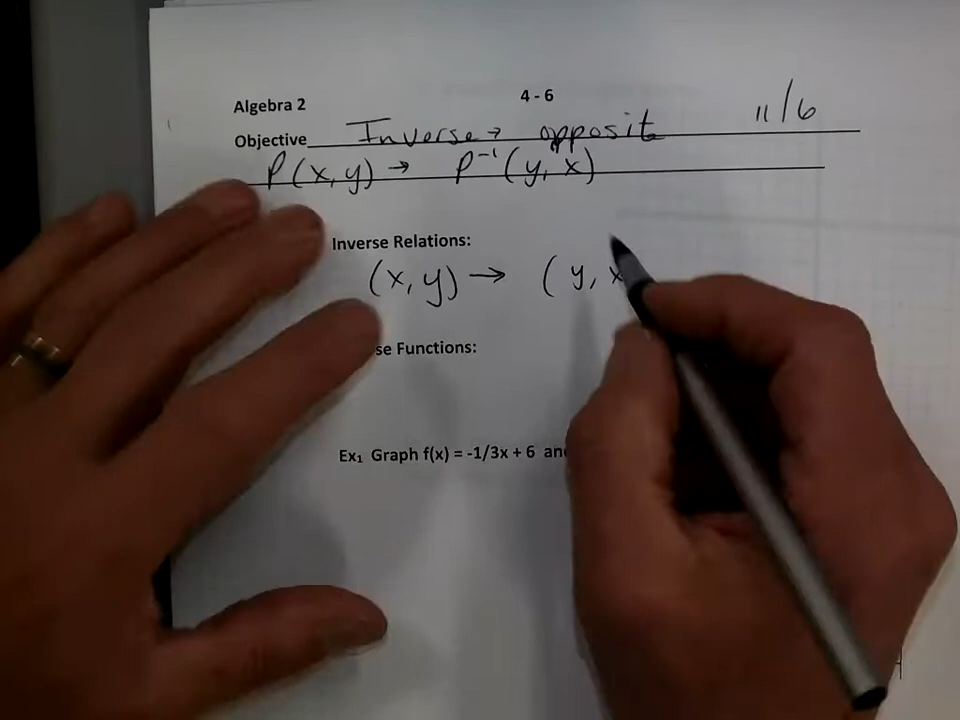 Algebra 2 4 - 6 11/6
Objective Inverse → opposit
P(x,y) → P⁻¹(y, x)
Inverse Relations:
(x,y) → (y, x
se Functions:
Ex₁ Graph f(x) = -1/3x + 6 an